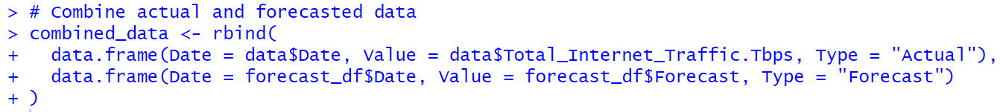 > # Combine actual and forecasted data
> combined_data <- rbind(
+   data.frame(Date = data$Date, Value = data$Total_Internet_Traffic.Tbps, Type = "Actual"),
+   data.frame(Date = forecast_df$Date, Value = forecast_df$Forecast, Type = "Forecast")
+ )